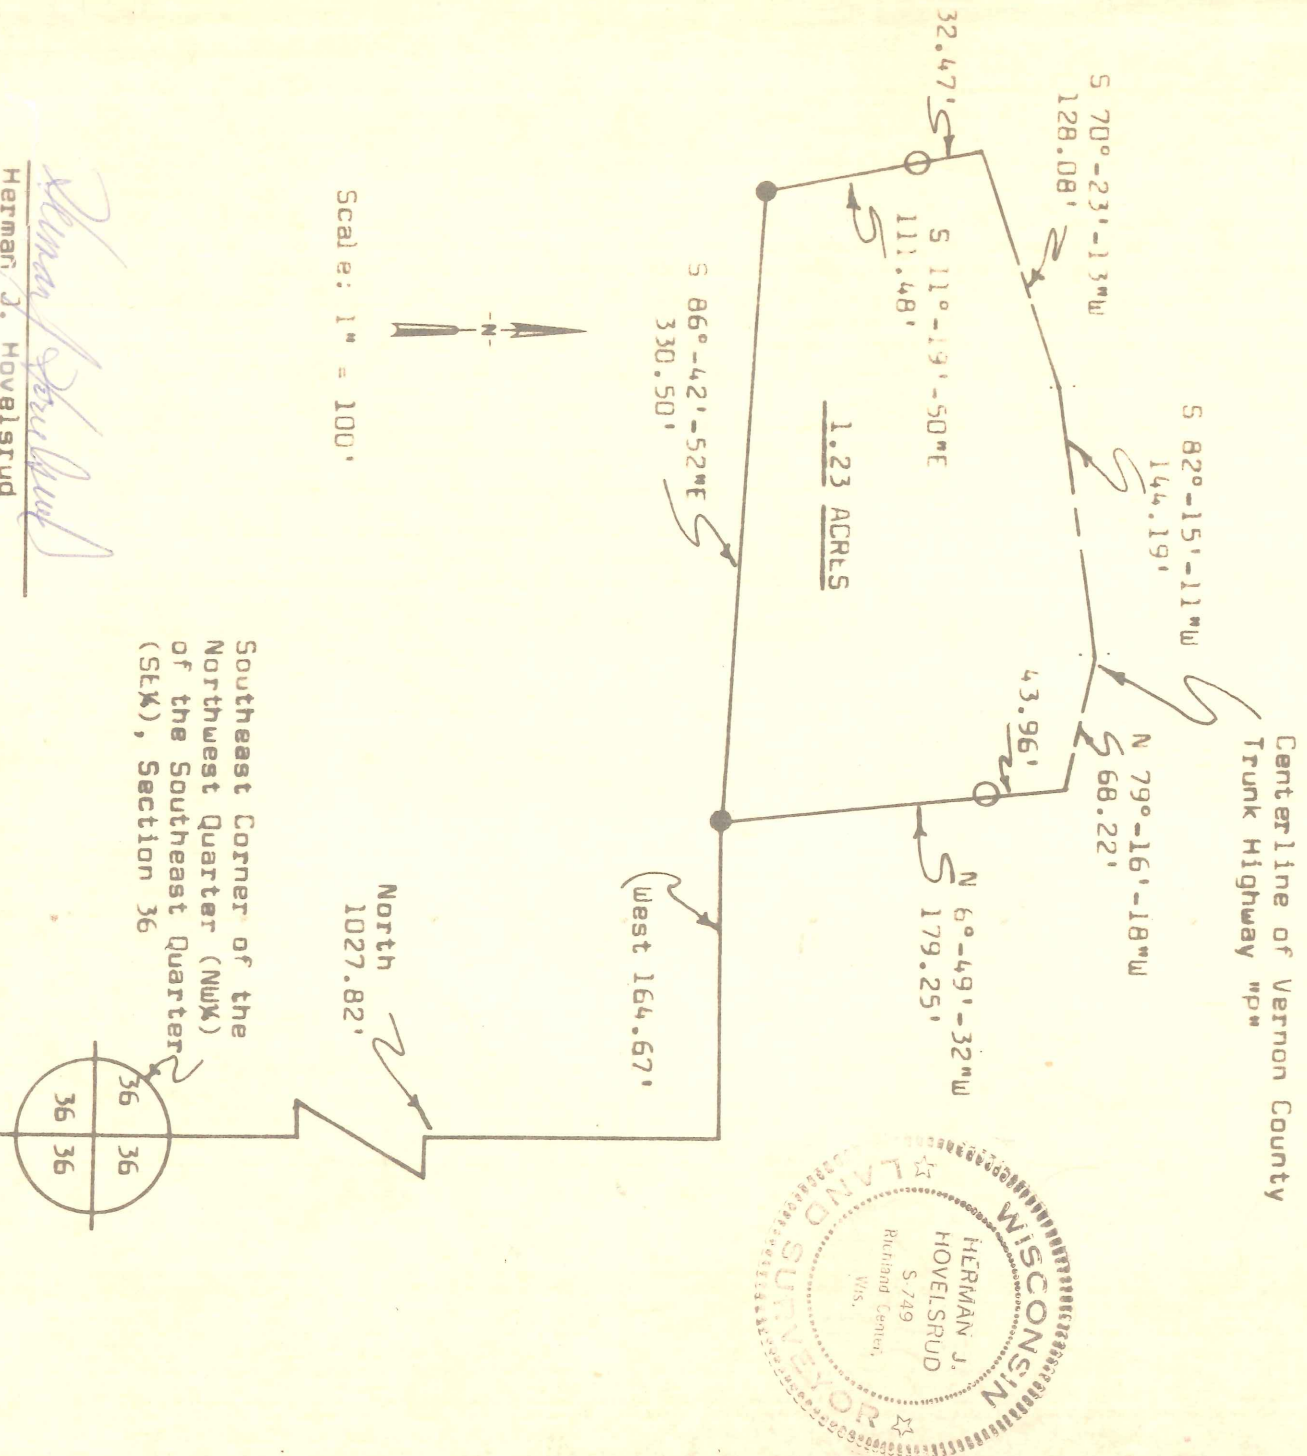 Centerline of Vernon County
Trunk Highway "P"
S 82°-15'-11"W
144.19'
N 79°-16'-18"W
68.22'
S 70°-23'-13"W
128.08'
32.47'
43.96'
S 11°-19'-50"E
111.48'
N 6°-49'-32"W
179.25'
1.23 ACRES
S 86°-42'-52"E
330.50'
West 164.67'
-N-
Scale: 1" = 100'
North
1027.82'
Southeast Corner of the
Northwest Quarter (NW¼)
of the Southeast Quarter
(SE¼), Section 36
36 36
36 36
Herman J. Hovelsrud
Herman J. Hovelsrud
WISCONSIN
HERMAN J.
HOVELSRUD
S-749
Richland Center,
Wis.
LAND SURVEYOR